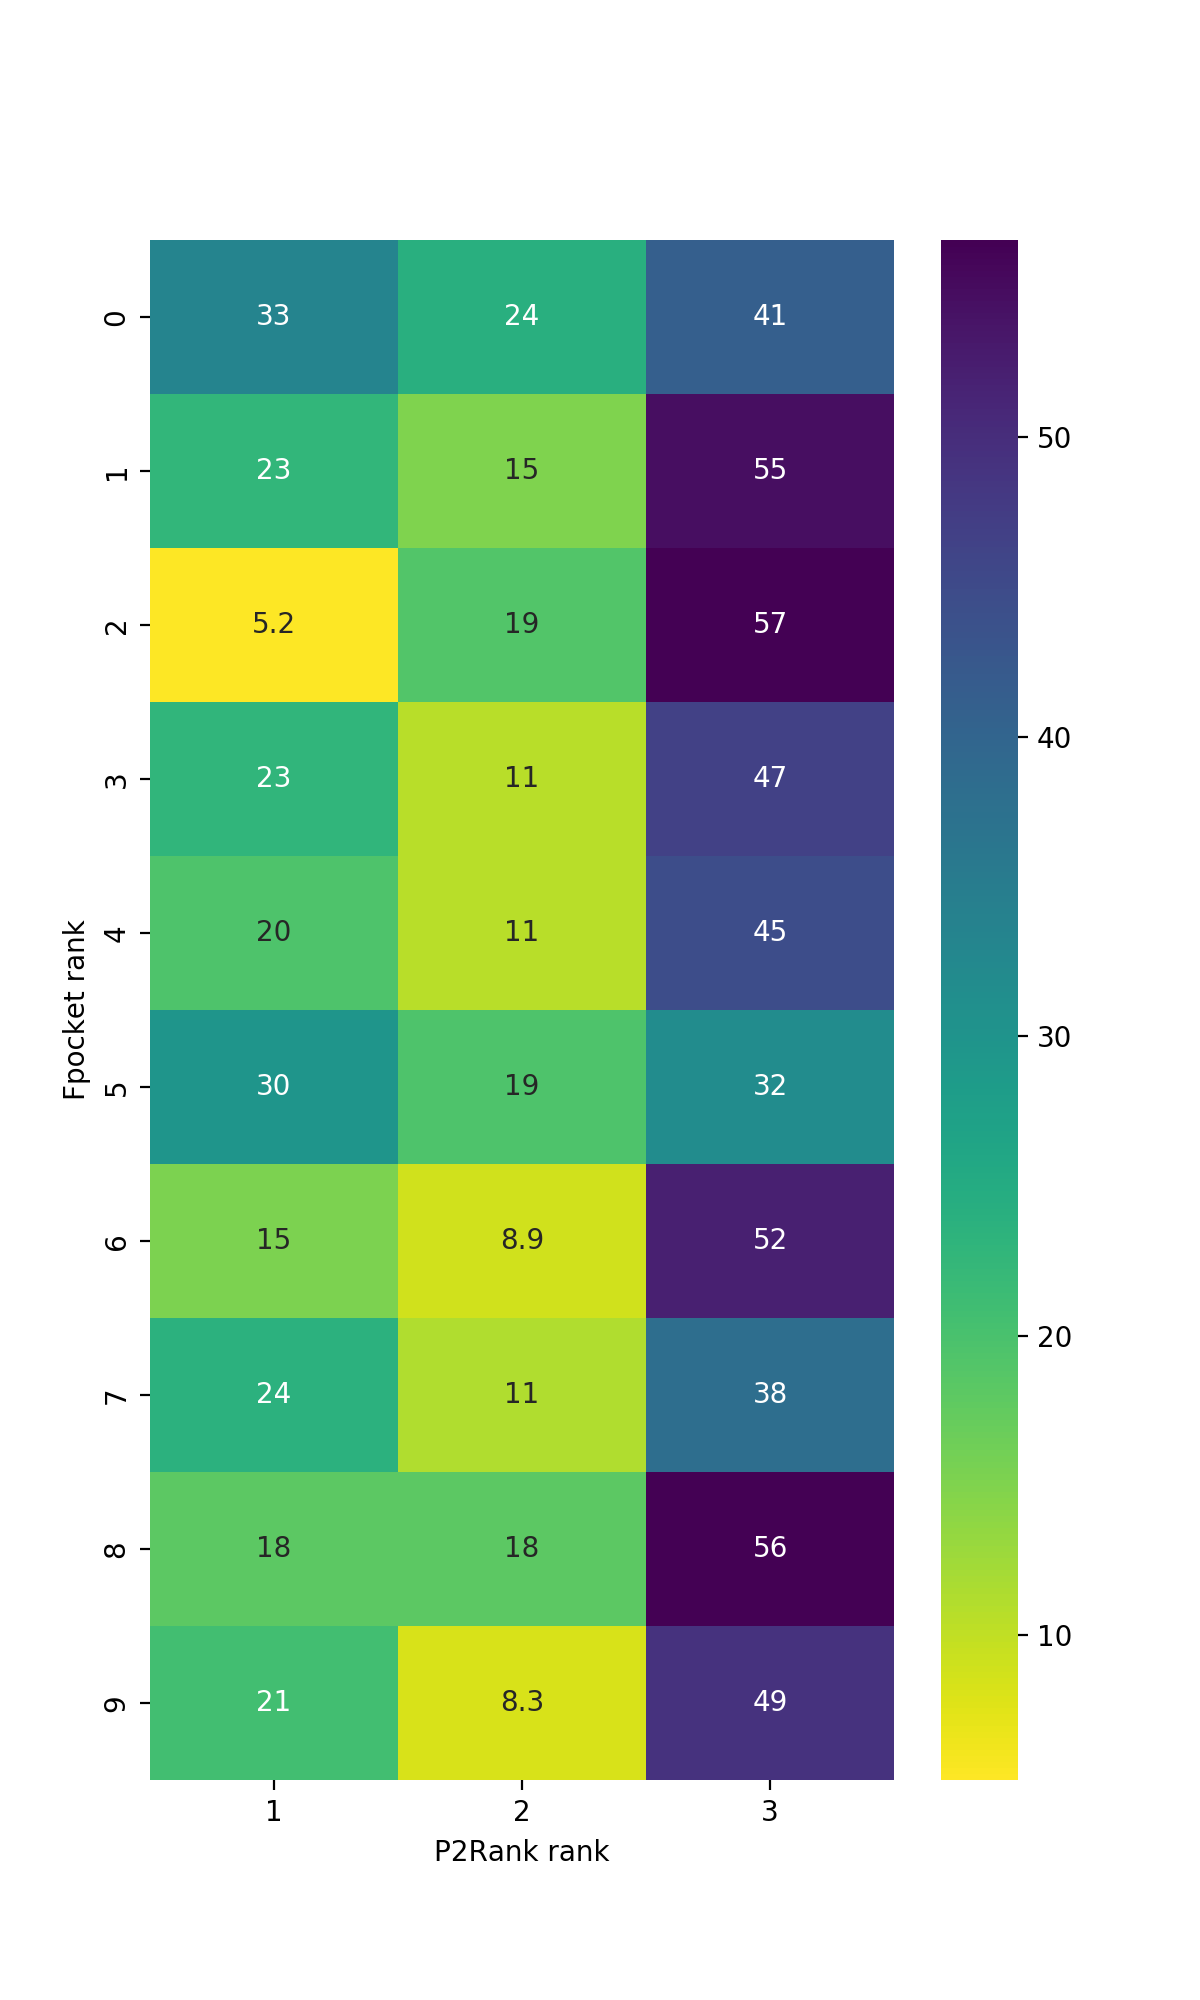 0 33 24 41
1 23 15 55
50
2 5.2 19 57
3 23 11 47
40
4 20 11 45
Fpocket rank
30
5 30 19 32
6 15 8.9 52
20
7 24 11 38
8 18 18 56
10
9 21 8.3 49
1 2 3
P2Rank rank